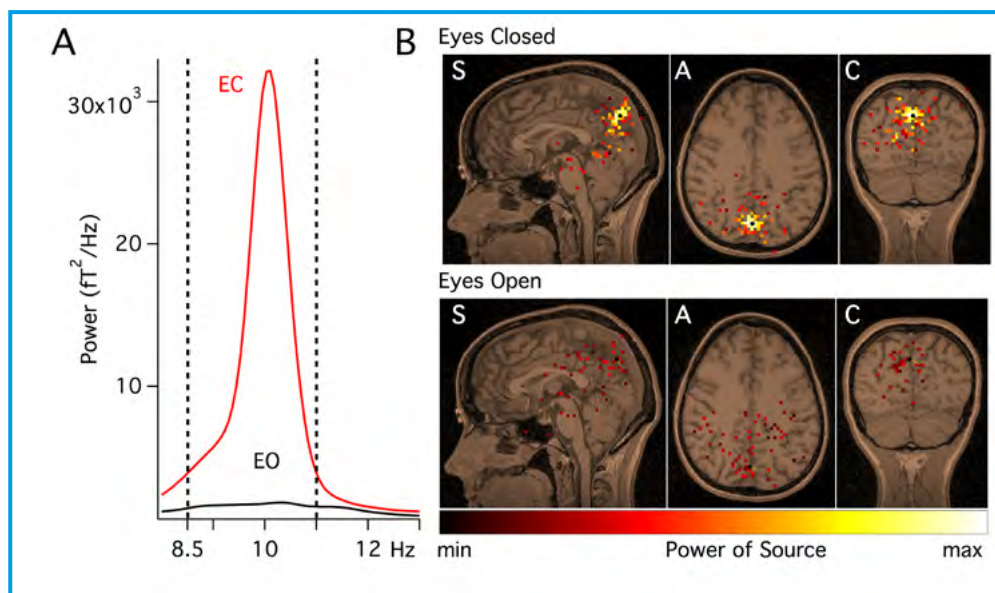 A
EC
EO
Power (fT²/Hz)
30x10³
20
10
8.5 10 12 Hz
B Eyes Closed
S A C
Eyes Open
S A C
min Power of Source max